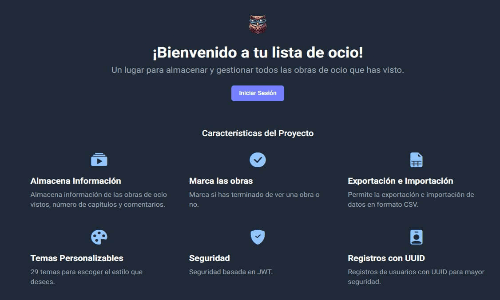 ¡Bienvenido a tu lista de ocio!
Un lugar para almacenar y gestionar todos las obras de ocio que has visto.
Iniciar Sesión
Características del Proyecto
Almacena Información
Almacena información de las obras de ocio
vistos, número de capítulos y comentarios.
Marca las obras
Marca si has terminado de ver una obra o
no.
Exportación e Importación
Permite la exportación e importación de
datos en formato CSV.
Temas Personalizables
29 temas para escoger el estilo que
desees.
Seguridad
Seguridad basada en JWT.
Registros con UUID
Registros de usuarios con UUID para mayor
seguridad.